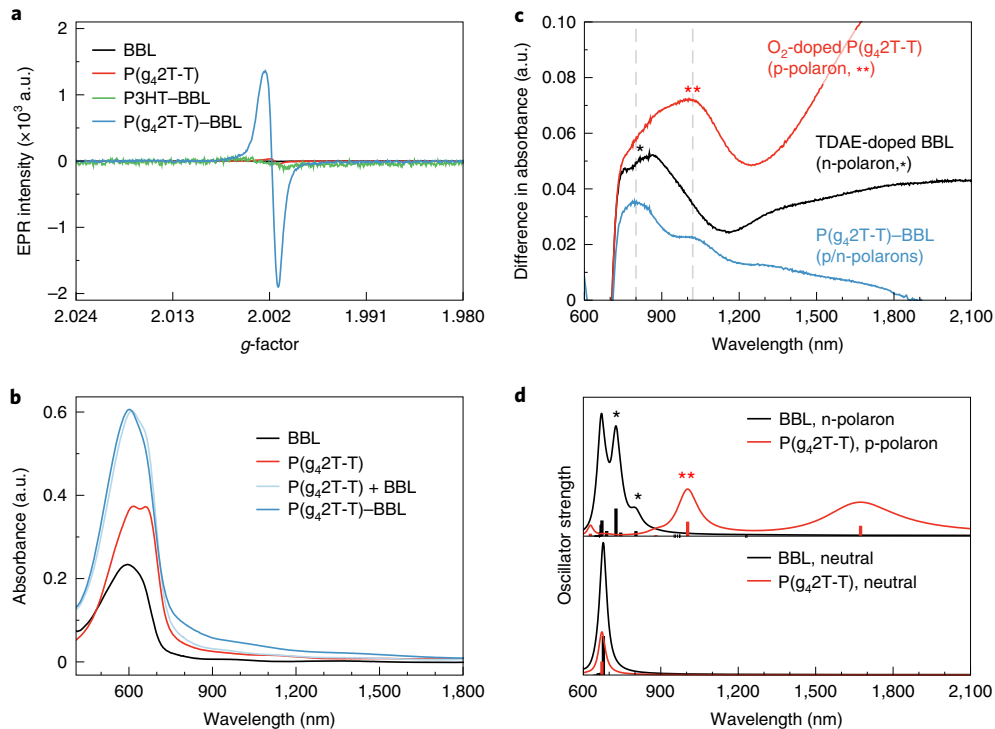 a
EPR intensity (×10³ a.u.)
2
1
0
−1
−2
BBL
P(g₄2T-T)
P3HT–BBL
P(g₄2T-T)–BBL
2.024
2.013
2.002
1.991
1.980
g-factor
b
Absorbance (a.u.)
0.6
0.4
0.2
0
BBL
P(g₄2T-T)
P(g₄2T-T) + BBL
P(g₄2T-T)–BBL
600
900
1,200
1,500
1,800
Wavelength (nm)
c
Difference in absorbance (a.u.)
0.10
0.08
0.06
0.04
0.02
0
O₂-doped P(g₄2T-T)
(p-polaron, **)
**
*
TDAE-doped BBL
(n-polaron,*)
P(g₄2T-T)–BBL
(p/n-polarons)
600
900
1,200
1,500
1,800
2,100
Wavelength (nm)
d
Oscillator strength
*
*
**
BBL, n-polaron
P(g₄2T-T), p-polaron
BBL, neutral
P(g₄2T-T), neutral
600
900
1,200
1,500
1,800
2,100
Wavelength (nm)